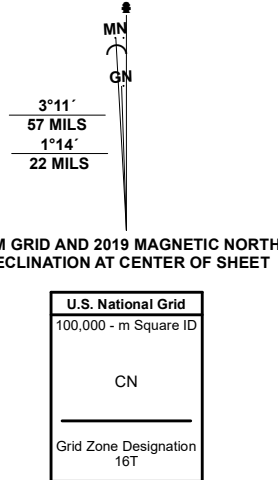 MN
GN
3°11´
57 MILS
1°14´
22 MILS
M GRID AND 2019 MAGNETIC NORTH
ECLINATION AT CENTER OF SHEET
U.S. National Grid
100,000 - m Square ID
CN
Grid Zone Designation
16T